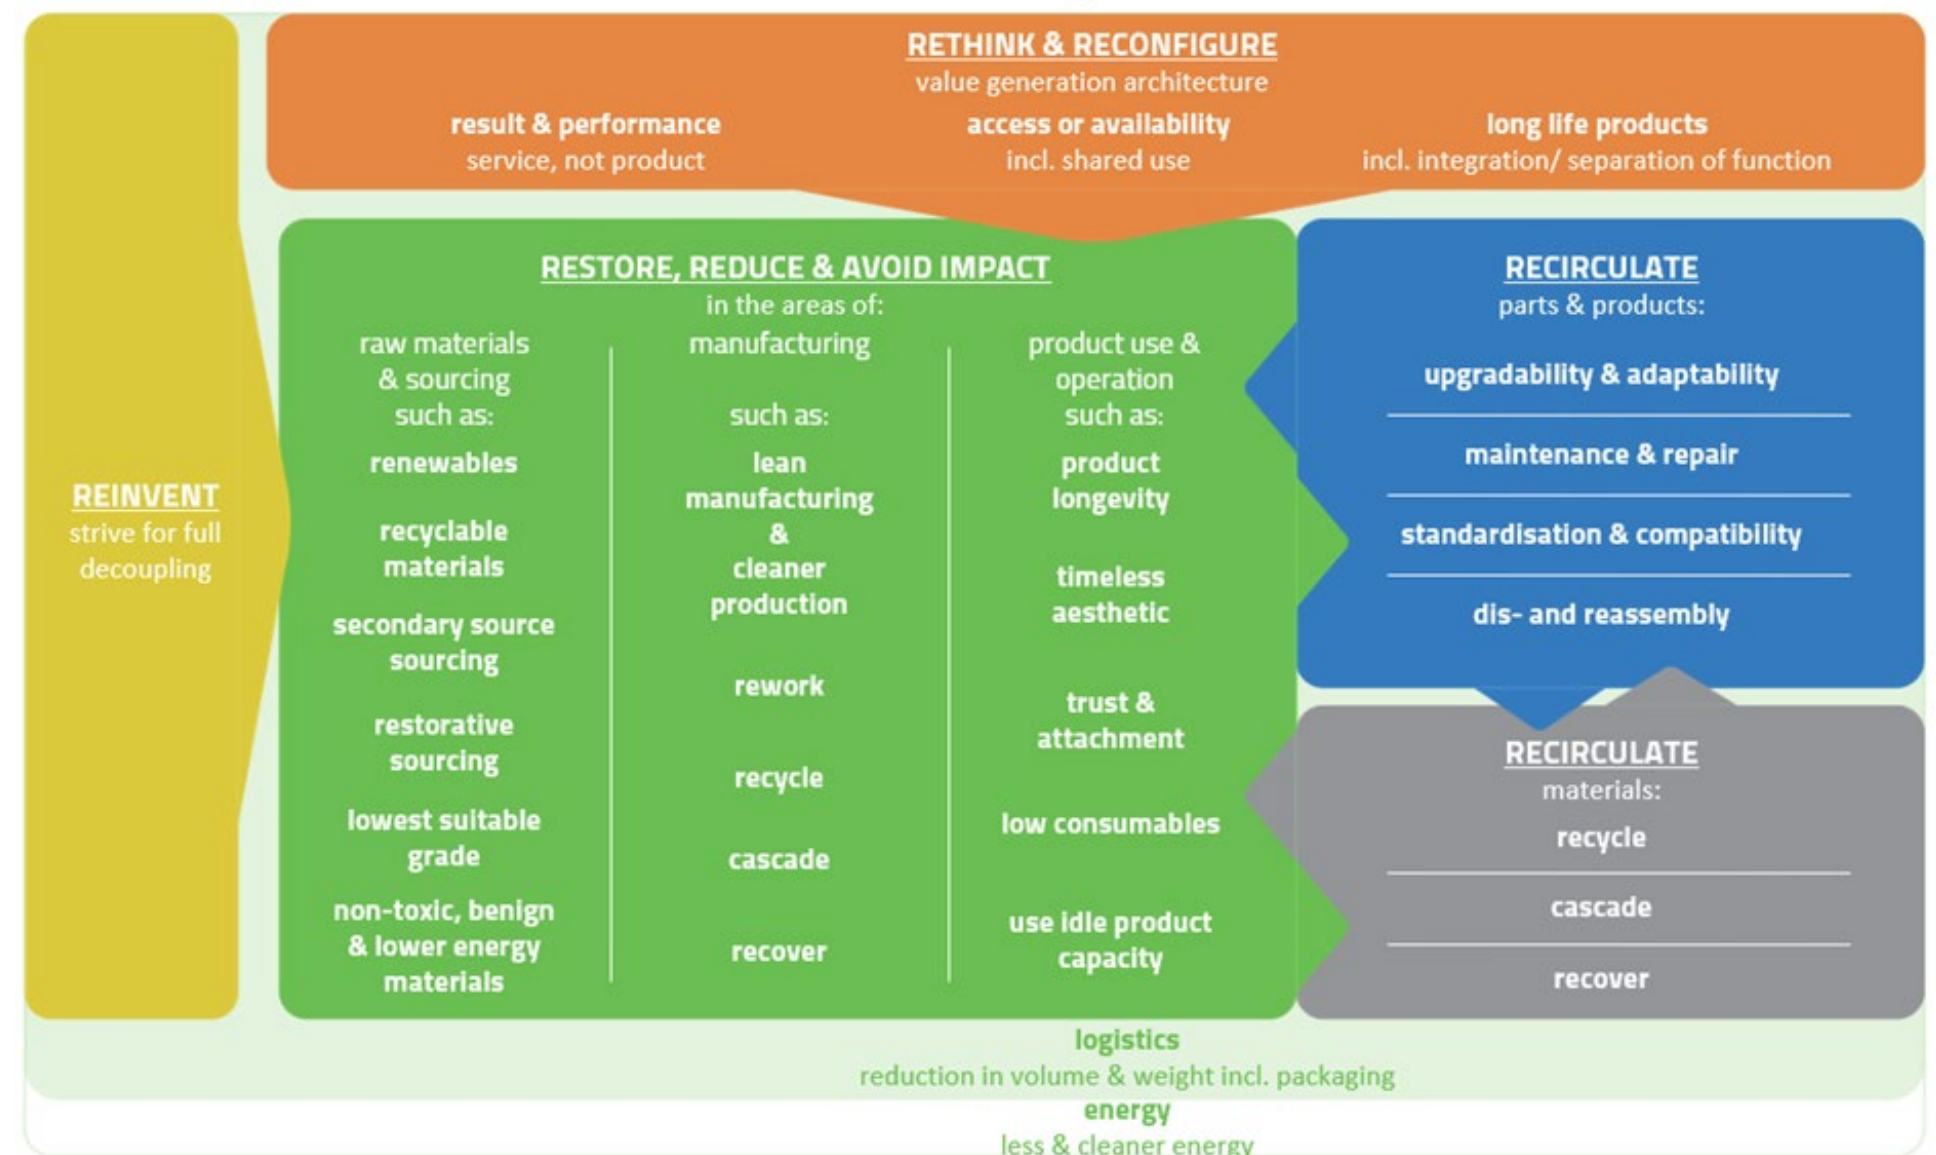 RETHINK & RECONFIGURE
value generation architecture
result & performance
service, not product
access or availability
incl. shared use
long life products
incl. integration/ separation of function
REINVENT
strive for full
decoupling
RESTORE, REDUCE & AVOID IMPACT
in the areas of:
raw materials
& sourcing
such as:
renewables
recyclable
materials
secondary source
sourcing
restorative
sourcing
lowest suitable
grade
non-toxic, benign
& lower energy
materials
manufacturing
such as:
lean
manufacturing
&
cleaner
production
rework
recycle
cascade
recover
product use &
operation
such as:
product
longevity
timeless
aesthetic
trust &
attachment
low consumables
use idle product
capacity
RECIRCULATE
parts & products:
upgradability & adaptability
maintenance & repair
standardisation & compatibility
dis- and reassembly
RECIRCULATE
materials:
recycle
cascade
recover
logistics
reduction in volume & weight incl. packaging
energy
less & cleaner energy